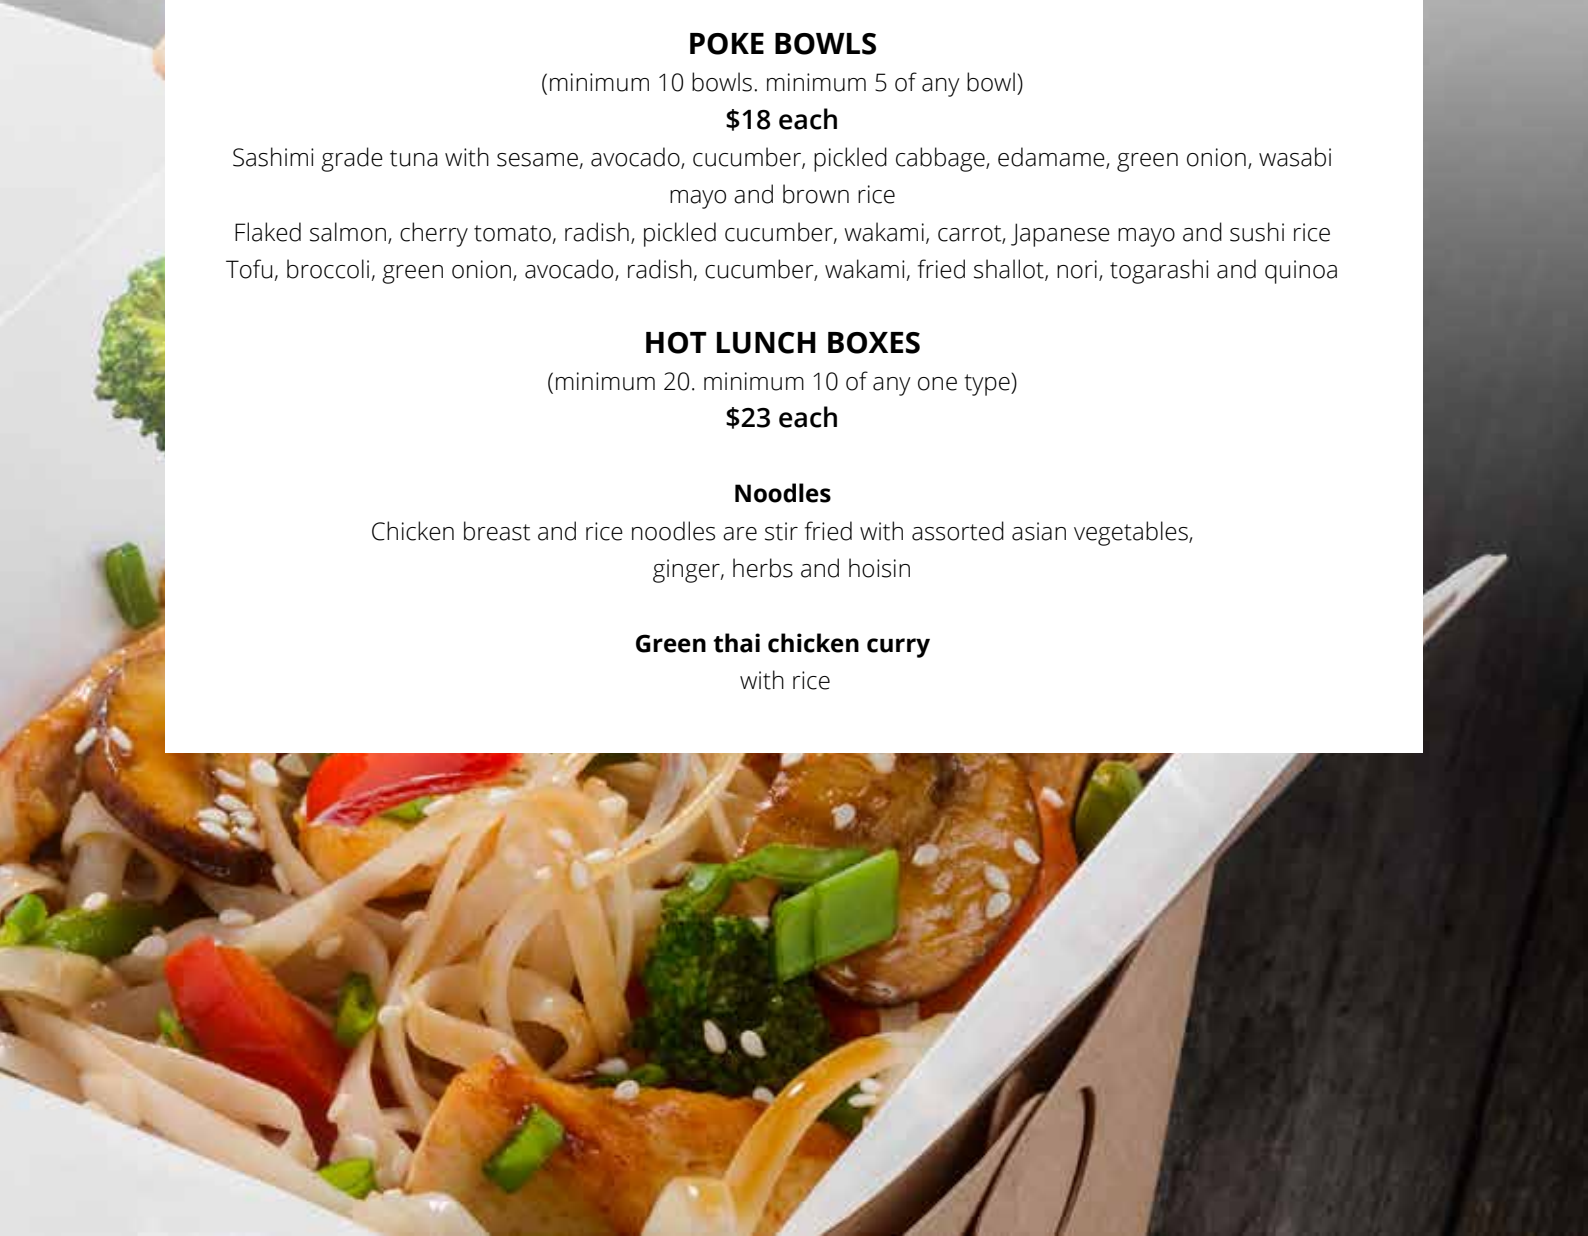 POKE BOWLS
(minimum 10 bowls. minimum 5 of any bowl)
$18 each
Sashimi grade tuna with sesame, avocado, cucumber, pickled cabbage, edamame, green onion, wasabi
mayo and brown rice
Flaked salmon, cherry tomato, radish, pickled cucumber, wakami, carrot, Japanese mayo and sushi rice
Tofu, broccoli, green onion, avocado, radish, cucumber, wakami, fried shallot, nori, togarashi and quinoa
HOT LUNCH BOXES
(minimum 20. minimum 10 of any one type)
$23 each
Noodles
Chicken breast and rice noodles are stir fried with assorted asian vegetables,
ginger, herbs and hoisin
Green thai chicken curry
with rice